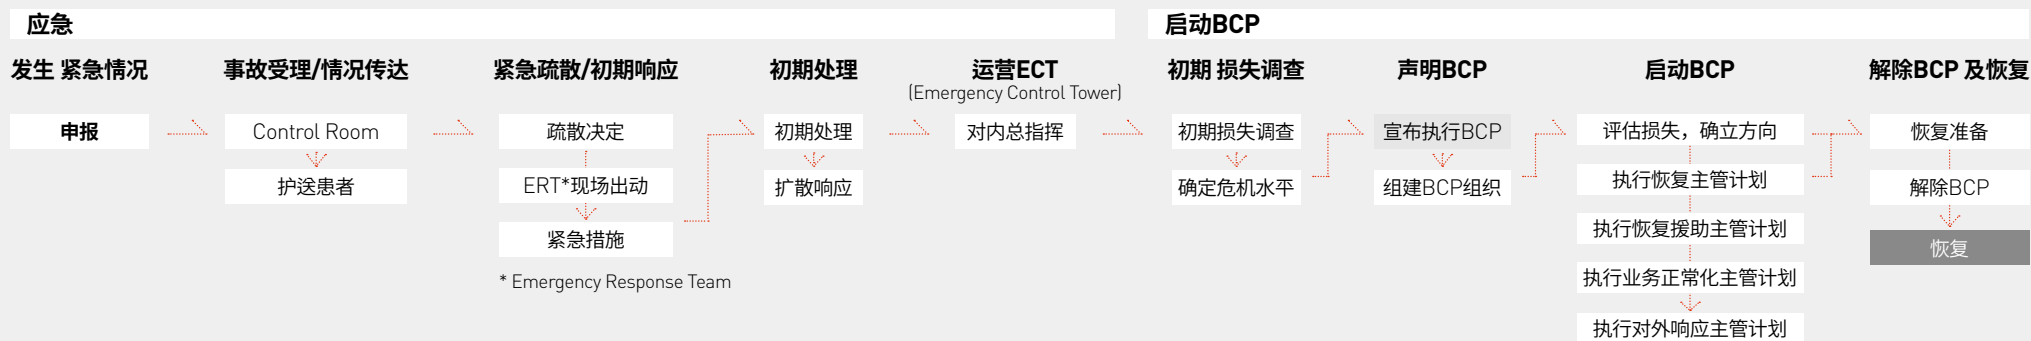 应急
启动BCP
发生 紧急情况
事故受理/情况传达
紧急疏散/初期响应
初期处理
运营ECT
(Emergency Control Tower)
初期 损失调查
声明BCP
启动BCP
解除BCP 及恢复
申报
Control Room
护送患者
疏散决定
ERT*现场出动
紧急措施
* Emergency Response Team
初期处理
扩散响应
对内总指挥
初期损失调查
确定危机水平
宣布执行BCP
组建BCP组织
评估损失，确立方向
执行恢复主管计划
执行恢复援助主管计划
执行业务正常化主管计划
执行对外响应主管计划
恢复准备
解除BCP
恢复